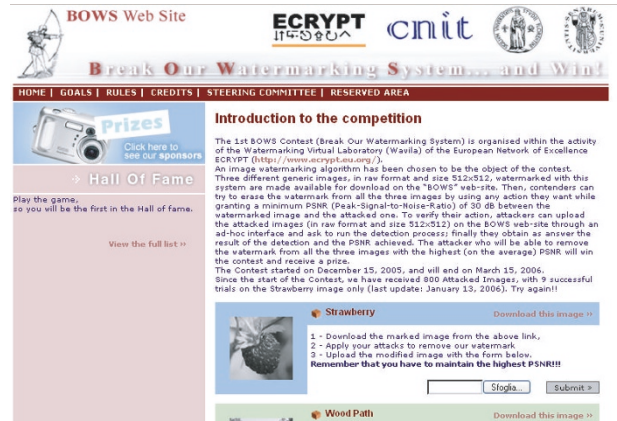 BOWS Web Site
ECRYPT
cnit
Break Our Watermarking System... and Win!
HOME | GOALS | RULES | CREDITS | STEERING COMMITTEE | RESERVED AREA
Prizes
Click here to
see our sponsors
Hall Of Fame
Play the game,
so you will be the first in the Hall of fame.
View the full list »
Introduction to the competition
The 1st BOWS Contest (Break Our Watermarking System) is organised within the activity
of the Watermarking Virtual Laboratory (Wavila) of the European Network of Excellence
ECRYPT (http://www.ecrypt.eu.org/).
An image watermarking algorithm has been chosen to be the object of the contest.
Three different generic images, in raw format and size 512x512, watermarked with this
system are made available for download on the "BOWS" web-site. Then, contenders can
try to erase the watermark from all the three images by using any action they want while
granting a minimum PSNR (Peak-Signal-to-Noise-Ratio) of 30 db between the
watermarked image and the attacked one. To verify their action, attackers can upload
the attacked images (in raw format and size 512x512) on the BOWS web-site through an
ad-hoc interface and ask to run the detection process; finally they obtain as answer the
result of the detection and the PSNR achieved. The attacker who will be able to remove
the watermark from all the three images with the highest (on the average) PSNR will win
the contest and receive a prize.
The Contest started on December 15, 2005, and will end on March 15, 2006.
Since the start of the Contest, we have received 800 Attacked Images, with 9 successful
trials on the Strawberry image only (last update: January 13, 2006). Try again!!
Strawberry
Download this image »
1 - Download the marked image from the above link,
2 - Apply your attacks to remove our watermark
3 - Upload the modified image with the form below.
Remember that you have to maintain the highest PSNR!!!
Sfoglia...
Submit »
Wood Path
Download this image »